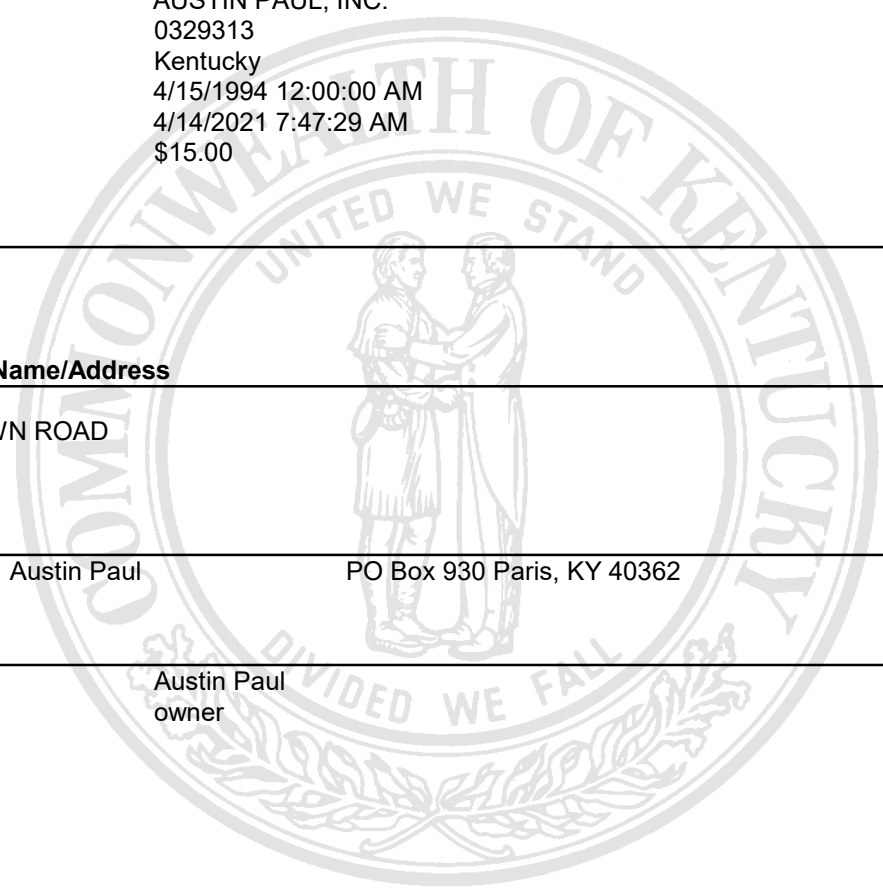 AUSTIN PAUL, INC.
0329313
Kentucky
4/15/1994 12:00:00 AM
4/14/2021 7:47:29 AM
$15.00
Name/Address
WN ROAD
Austin Paul PO Box 930 Paris, KY 40362
Austin Paul
owner
COMMONWEALTH OF KENTUCKY
UNITED WE STAND
DIVIDED WE FALL